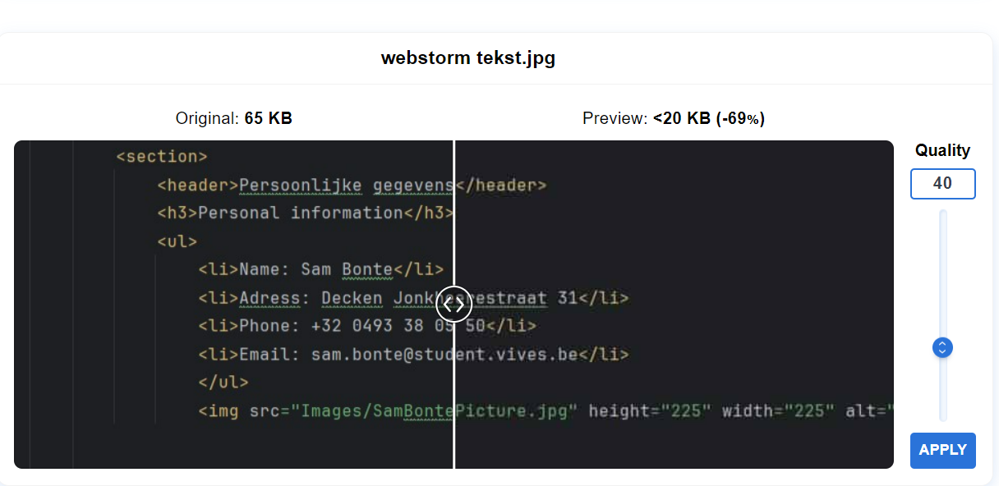 webstorm tekst.jpg
Original: 65 KB
Preview: <20 KB (-69%)
Quality
40
<section>
<header>Persoonlijke gegevens</header>
<h3>Personal information</h3>
<ul>
<li>Name: Sam Bonte</li>
<li>Adress: Decken Jonkheerestraat 31</li>
<li>Phone: +32 0493 38 05 50</li>
<li>Email: sam.bonte@student.vives.be</li>
</ul>
<img src="Images/SamBontePicture.jpg" height="225" width="225" alt="
APPLY